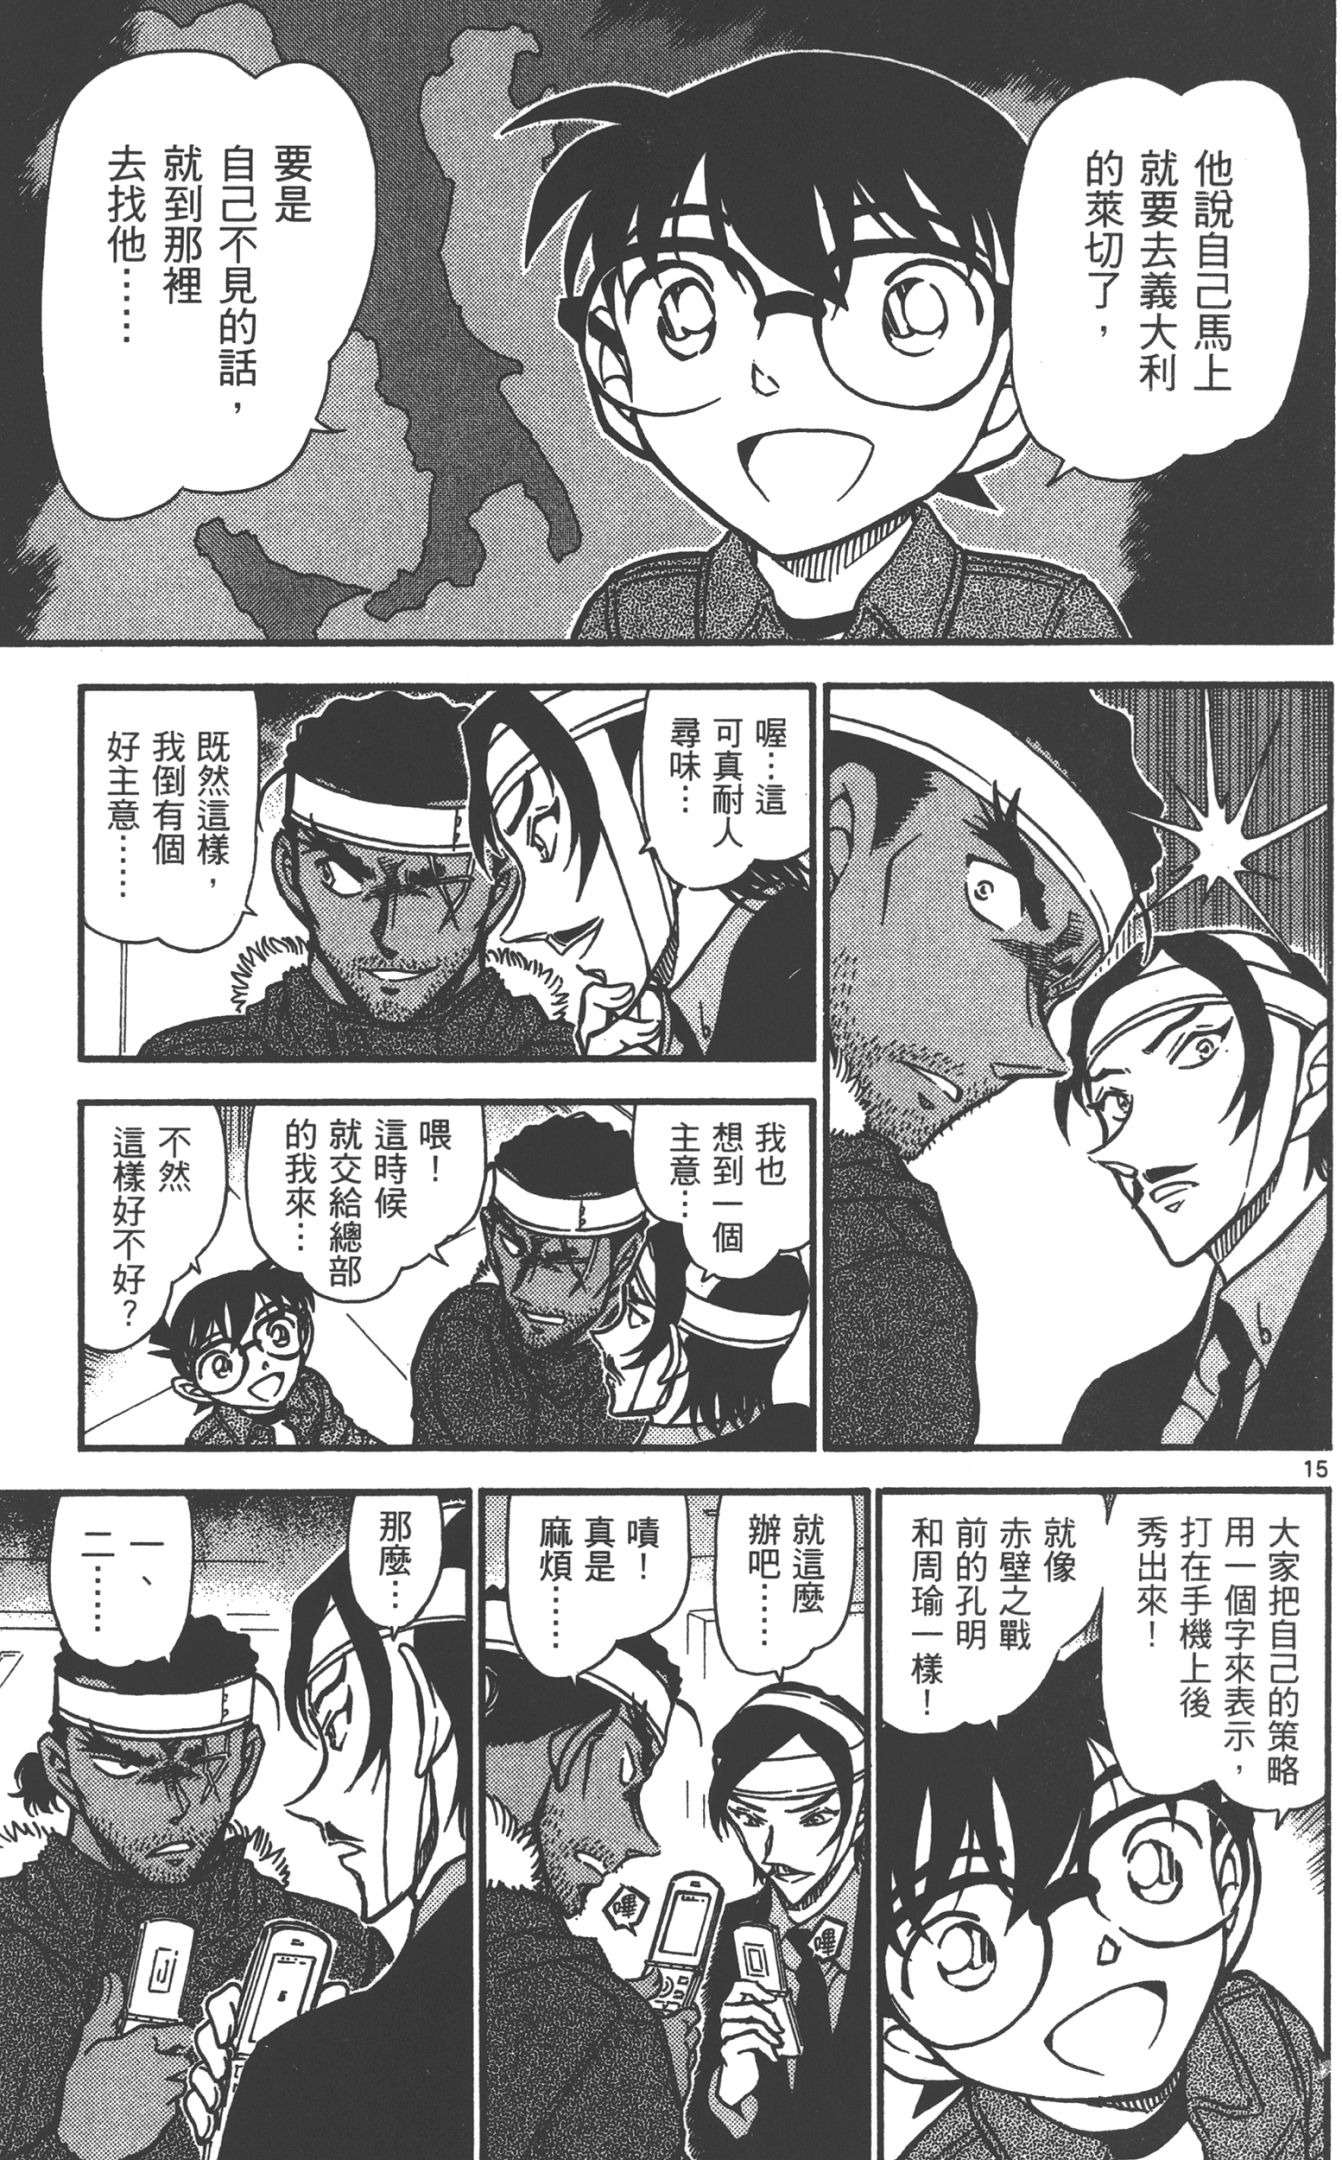 他說自己馬上
就要去義大利
的萊切了，
要是
自己不見的話，
就到那裡
去找他……
喔…這
可真耐人
尋味…
既然這樣，
我倒有個
好主意……
我也
想到一個
主意…
喂！
這時候
就交給總部
的我來…
不然
這樣好不好？
15
大家把自己的策略
用一個字來表示，
打在手機上後
秀出來！
就像
赤壁之戰
前的孔明
和周瑜一樣！
就這麼
辦吧……
嘖！
真是
麻煩……
嗶
嗶
那麼…
一、
二……